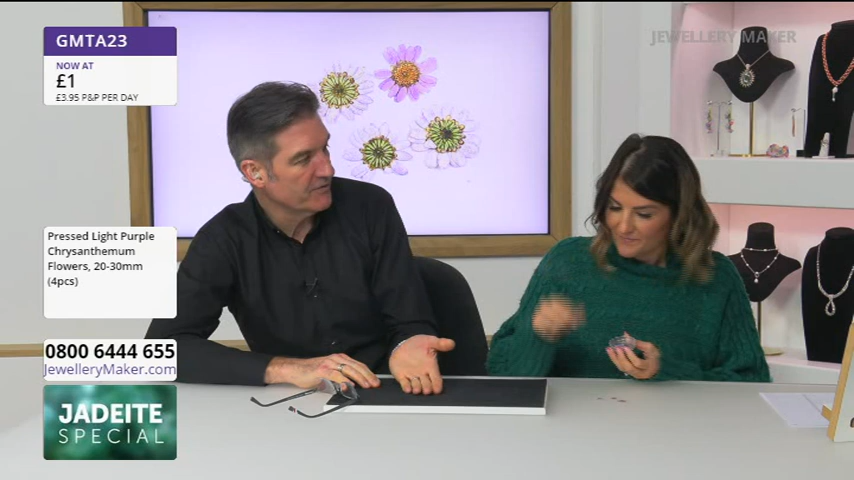 GMTA23
NOW AT
£1
£3.95 P&P PER DAY
JEWELLERY MAKER
Pressed Light Purple
Chrysanthemum
Flowers, 20-30mm
(4pcs)
0800 6444 655
JewelleryMaker.com
JADEITE
SPECIAL